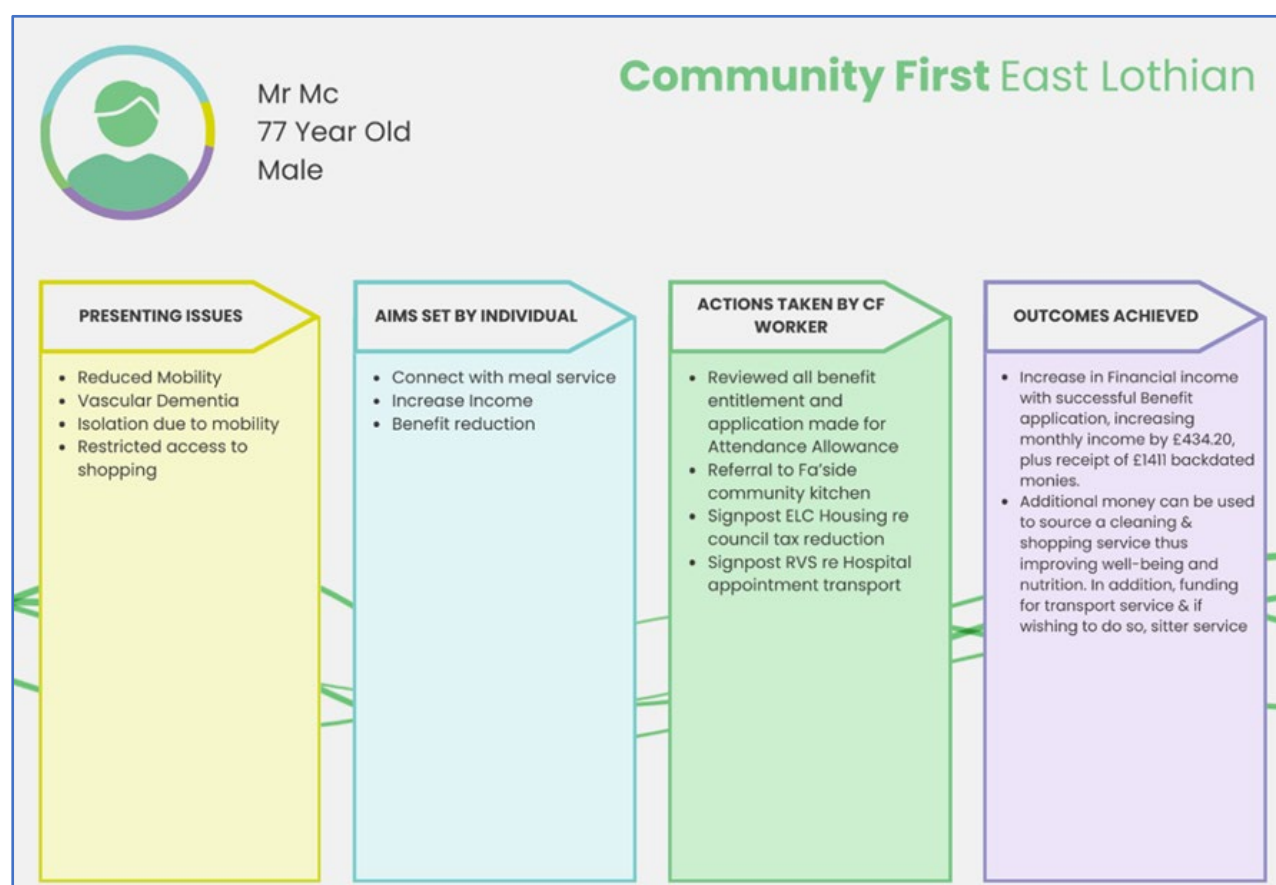 Community First East Lothian
Mr Mc
77 Year Old
Male
PRESENTING ISSUES
• Reduced Mobility
• Vascular Dementia
• Isolation due to mobility
• Restricted access to
shopping
AIMS SET BY INDIVIDUAL
• Connect with meal service
• Increase Income
• Benefit reduction
ACTIONS TAKEN BY CF
WORKER
• Reviewed all benefit
entitlement and
application made for
Attendance Allowance
• Referral to Fa'side
community kitchen
• Signpost ELC Housing re
council tax reduction
• Signpost RVS re Hospital
appointment transport
OUTCOMES ACHIEVED
• Increase in Financial income
with successful Benefit
application, increasing
monthly income by £434.20,
plus receipt of £1411 backdated
monies.
• Additional money can be used
to source a cleaning &
shopping service thus
improving well-being and
nutrition. In addition, funding
for transport service & if
wishing to do so, sitter service